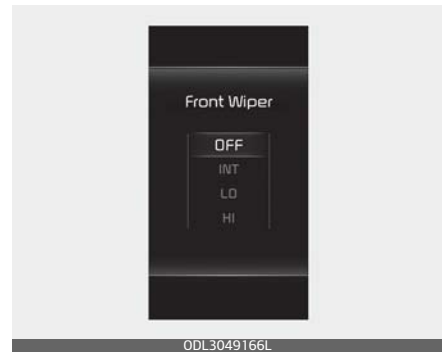 Front Wiper
OFF
INT
LO
HI
ODL3049166L